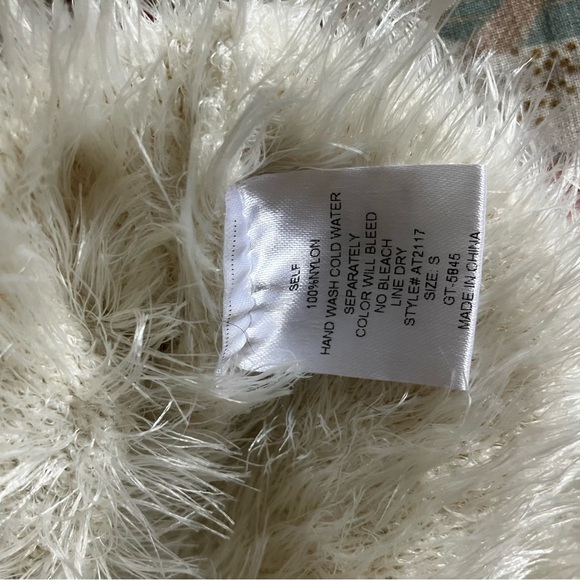 SELF
100%NYLON
HAND WASH COLD WATER
SEPARATELY
COLOR WILL BLEED
NO BLEACH
LINE DRY
STYLE# AT2117
SIZE: S
GT-5845
MADE IN CHINA